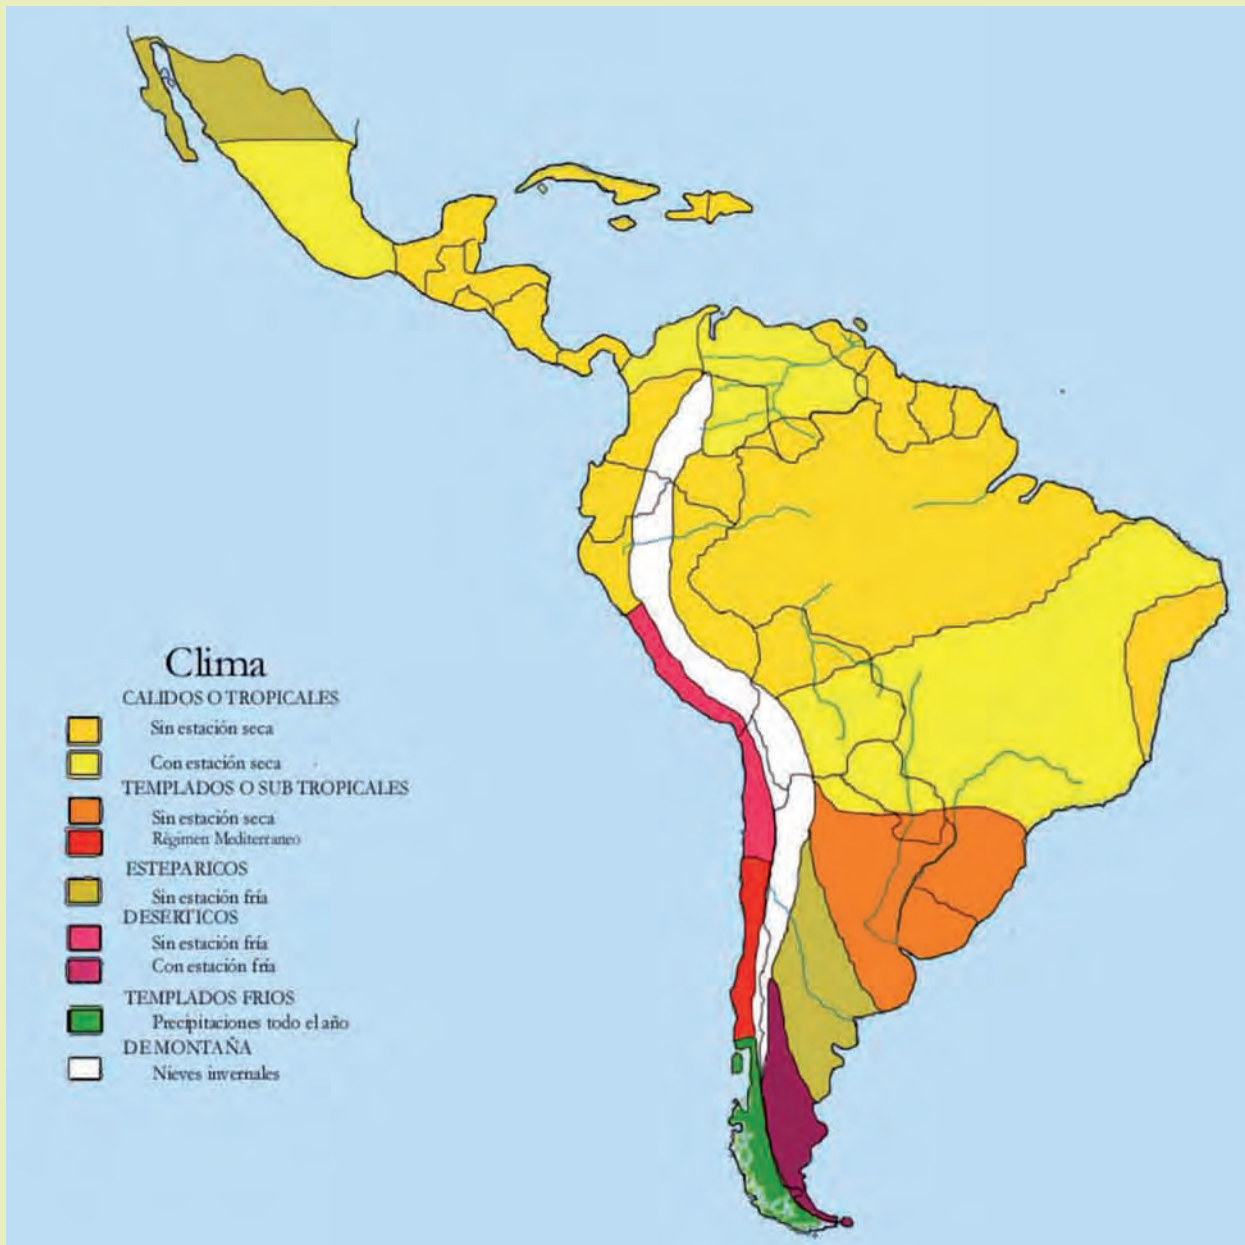 Clima
CALIDOS O TROPICALES
Sin estación seca
Con estación seca
TEMPLADOS O SUB TROPICALES
Sin estación seca
Régimen Mediterraneo
ESTEPARICOS
Sin estación fría
DESERTICOS
Sin estación fría
Con estación fría
TEMPLADOS FRIOS
Precipitaciones todo el año
DE MONTAÑA
Nieves invernales